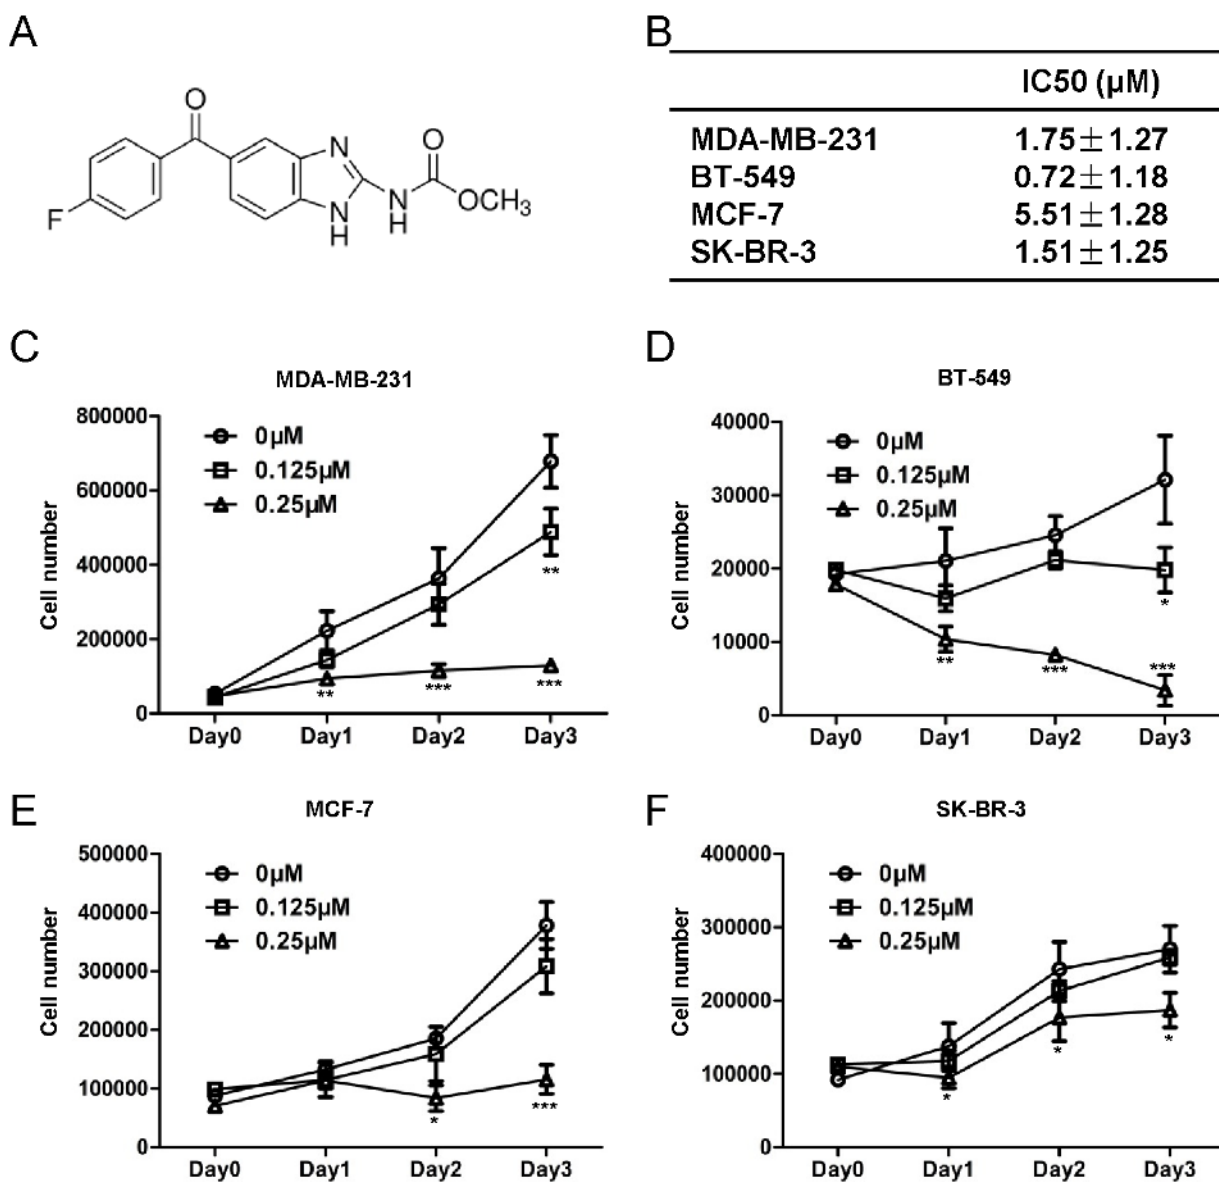 A
O
F
N
N
H
N
H
O
OCH₃
B
IC50 (µM)
MDA-MB-231 1.75±1.27
BT-549 0.72±1.18
MCF-7 5.51±1.28
SK-BR-3 1.51±1.25
C
MDA-MB-231
Cell number
800000
600000
400000
200000
0
0µM
0.125µM
0.25µM
**
***
**
***
Day0 Day1 Day2 Day3
D
BT-549
Cell number
40000
30000
20000
10000
0
0µM
0.125µM
0.25µM
**
***
*
***
Day0 Day1 Day2 Day3
E
MCF-7
Cell number
500000
400000
300000
200000
100000
0
0µM
0.125µM
0.25µM
*
***
Day0 Day1 Day2 Day3
F
SK-BR-3
Cell number
400000
300000
200000
100000
0
0µM
0.125µM
0.25µM
*
*
*
Day0 Day1 Day2 Day3